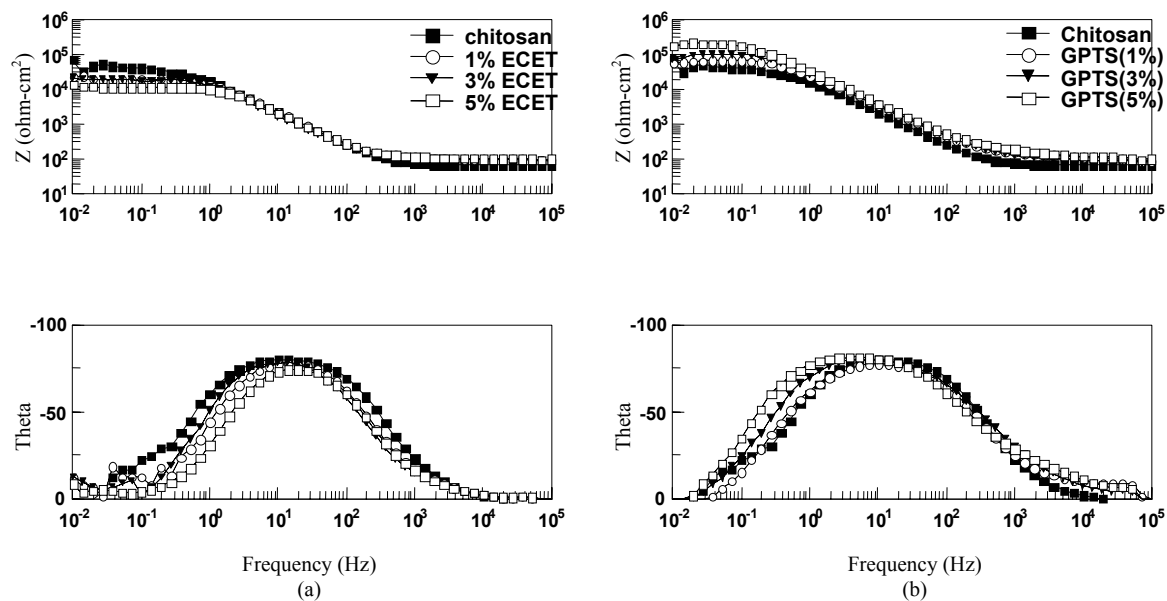 10^6
10^5
10^4
10^3
10^2
10^1
Z (ohm-cm^2)
chitosan
1% ECET
3% ECET
5% ECET
10^-2 10^-1 10^0 10^1 10^2 10^3 10^4 10^5
10^6
10^5
10^4
10^3
10^2
10^1
Z (ohm-cm^2)
Chitosan
GPTS(1%)
GPTS(3%)
GPTS(5%)
10^-2 10^-1 10^0 10^1 10^2 10^3 10^4 10^5
-100
-50
0
Theta
10^-2 10^-1 10^0 10^1 10^2 10^3 10^4 10^5
Frequency (Hz)
(a)
-100
-50
0
Theta
10^-2 10^-1 10^0 10^1 10^2 10^3 10^4 10^5
Frequency (Hz)
(b)